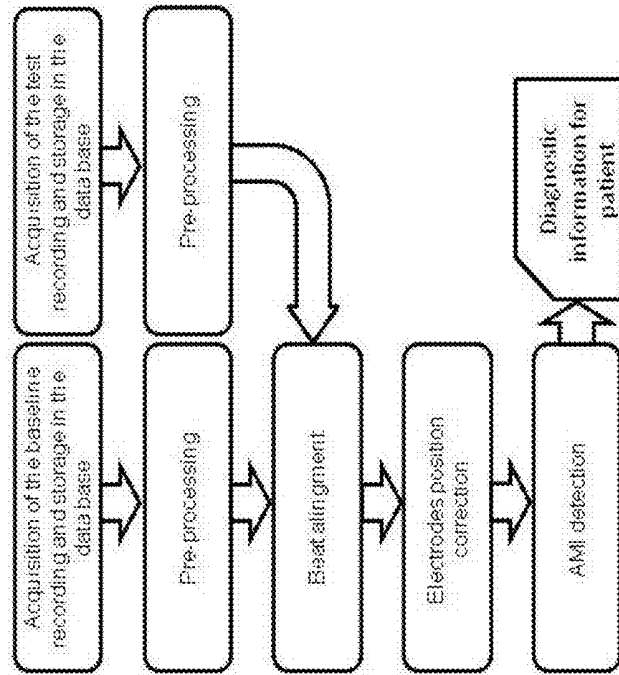 Acquisition of the baseline
recording and storage in the
data base
Acquisition of the test
recording and storage in the
data base
Pre-processing
Pre-processing
Beat alingment
Electrodes position
correction
AMI detection
Diagnostic
information for
patient